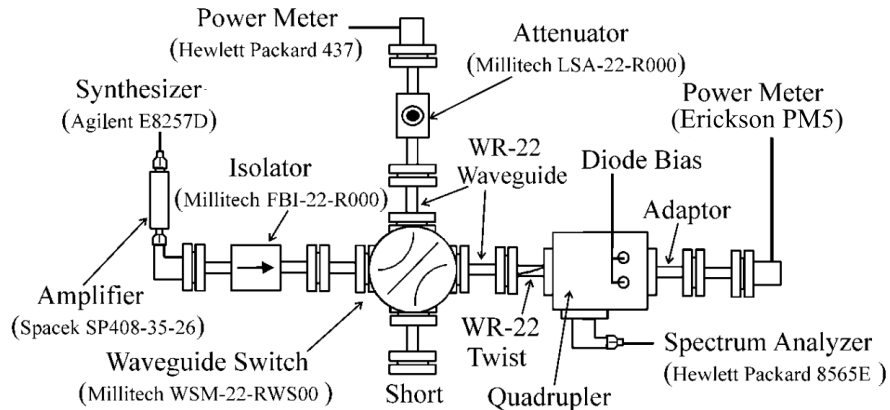 Power Meter
(Hewlett Packard 437)
Attenuator
(Millitech LSA-22-R000)
Synthesizer
(Agilent E8257D)
Power Meter
(Erickson PM5)
Isolator
(Millitech FBI-22-R000)
WR-22
Waveguide
Diode Bias
Adaptor
Amplifier
(Spacek SP408-35-26)
Waveguide Switch
(Millitech WSM-22-RWS00)
Short
WR-22
Twist
Quadrupler
Spectrum Analyzer
(Hewlett Packard 8565E)